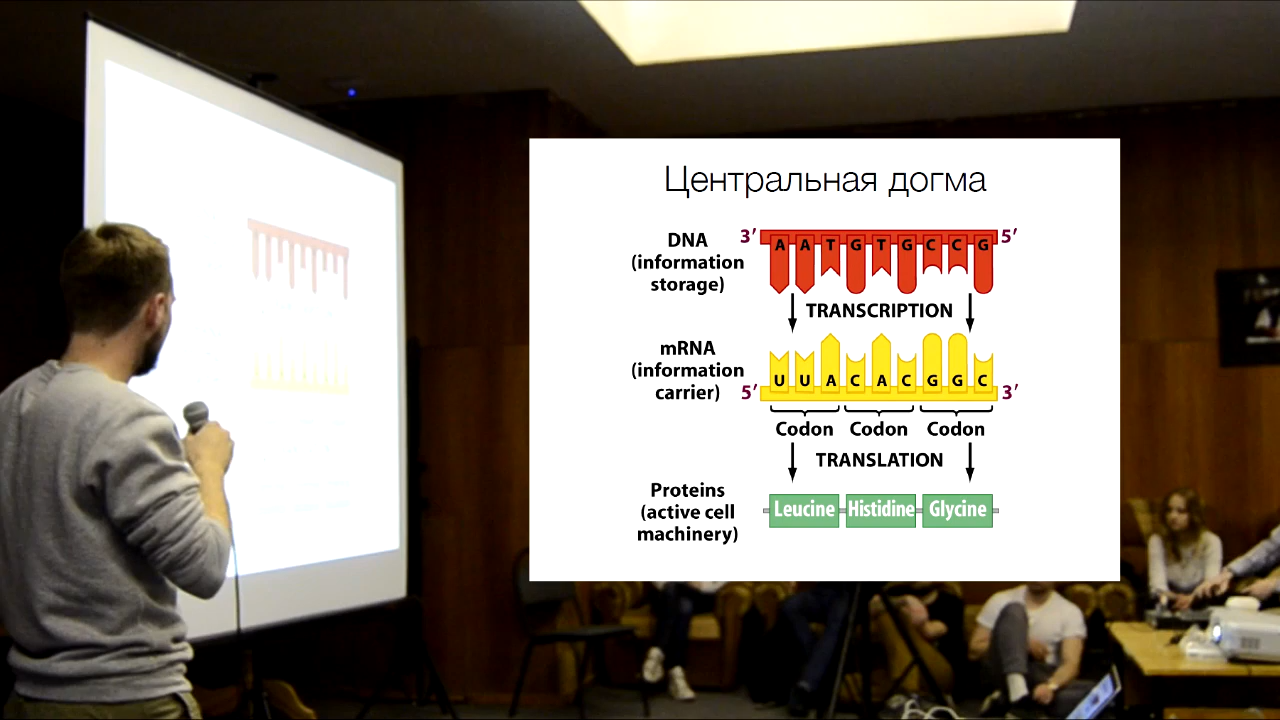 Центральная догма
DNA
(information
storage)
3′ A A T G T G C C G 5′
TRANSCRIPTION
mRNA
(information
carrier)
5′ U U A C A C G G C 3′
Codon Codon Codon
TRANSLATION
Proteins
(active cell
machinery)
Leucine Histidine Glycine